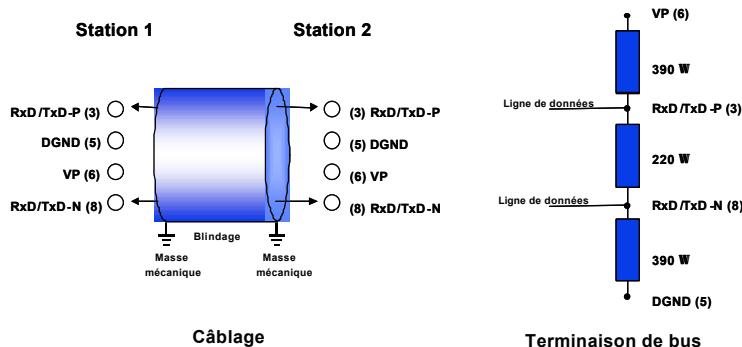 Station 1
Station 2
RxD/TxD-P (3)
DGND (5)
VP (6)
RxD/TxD-N (8)
(3) RxD/TxD-P
(5) DGND
(6) VP
(8) RxD/TxD-N
Blindage
Masse
mécanique
Masse
mécanique
Câblage
VP (6)
390 W
Ligne de données
RxD/TxD-P (3)
220 W
Ligne de données
RxD/TxD-N (8)
390 W
DGND (5)
Terminaison de bus